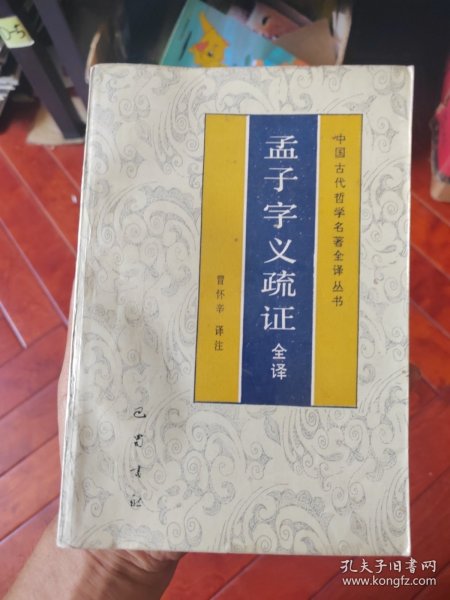 中国古代哲学名著全译丛书
孟子字义疏证
全译
冒怀辛 译注
巴蜀书社
孔夫子旧书网
www.kongfz.com